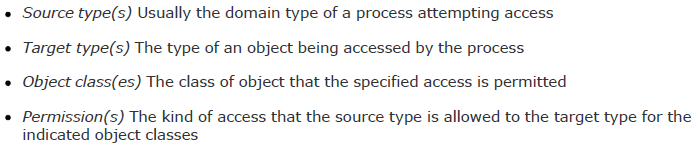 • Source type(s) Usually the domain type of a process attempting access
• Target type(s) The type of an object being accessed by the process
• Object class(es) The class of object that the specified access is permitted
• Permission(s) The kind of access that the source type is allowed to the target type for the
indicated object classes